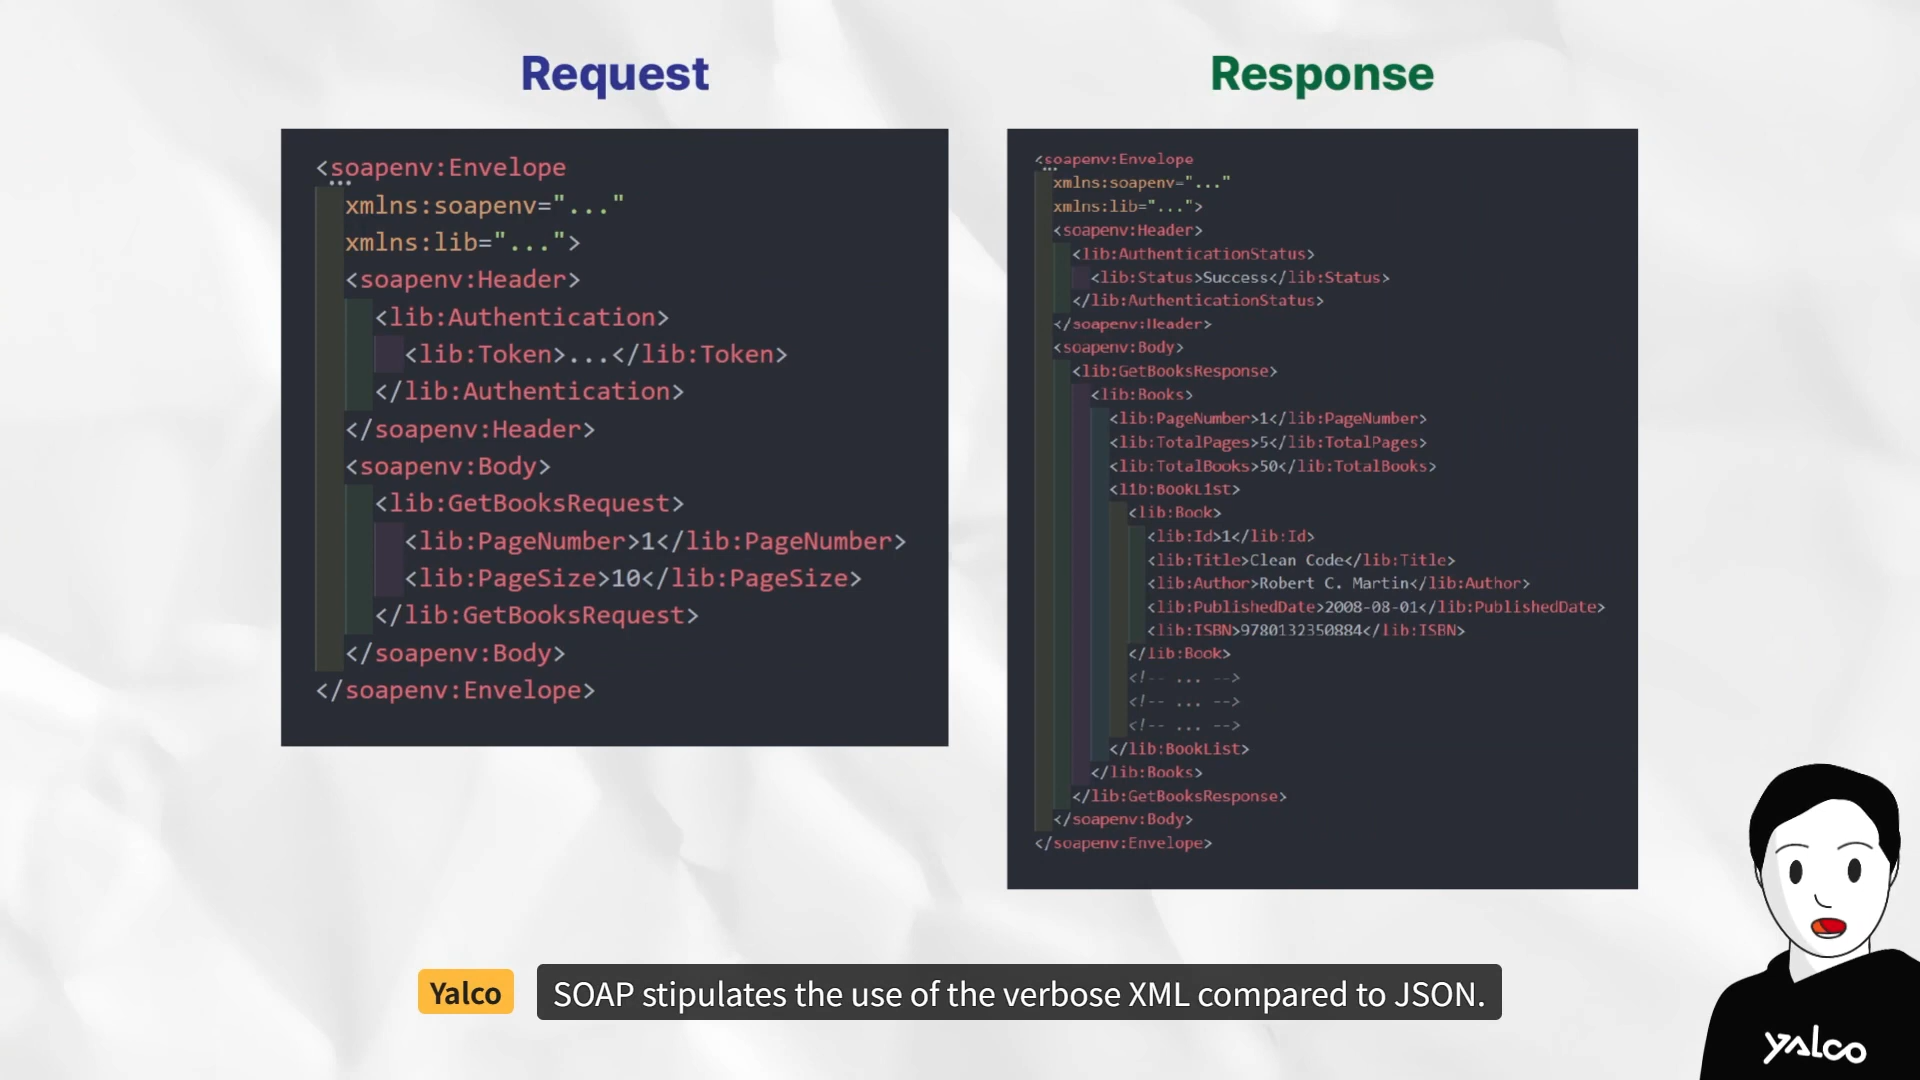 Request
<soapenv:Envelope
xmlns:soapenv="..."
xmlns:lib="...">
<soapenv:Header>
<lib:Authentication>
<lib:Token>...</lib:Token>
</lib:Authentication>
</soapenv:Header>
<soapenv:Body>
<lib:GetBooksRequest>
<lib:PageNumber>1</lib:PageNumber>
<lib:PageSize>10</lib:PageSize>
</lib:GetBooksRequest>
</soapenv:Body>
</soapenv:Envelope>
Response
<soapenv:Envelope
xmlns:soapenv="..."
xmlns:lib="...">
<soapenv:Header>
<lib:AuthenticationStatus>
<lib:Status>Success</lib:Status>
</lib:AuthenticationStatus>
</soapenv:Header>
<soapenv:Body>
<lib:GetBooksResponse>
<lib:Books>
<lib:PageNumber>1</lib:PageNumber>
<lib:TotalPages>5</lib:TotalPages>
<lib:TotalBooks>50</lib:TotalBooks>
<lib:BookList>
<lib:Book>
<lib:Id>1</lib:Id>
<lib:Title>Clean Code</lib:Title>
<lib:Author>Robert C. Martin</lib:Author>
<lib:PublishedDate>2008-08-01</lib:PublishedDate>
<lib:ISBN>9780132350884</lib:ISBN>
</lib:Book>
<!-- ... -->
<!-- ... -->
<!-- ... -->
</lib:BookList>
</lib:Books>
</lib:GetBooksResponse>
</soapenv:Body>
</soapenv:Envelope>
Yalco SOAP stipulates the use of the verbose XML compared to JSON.
yalco